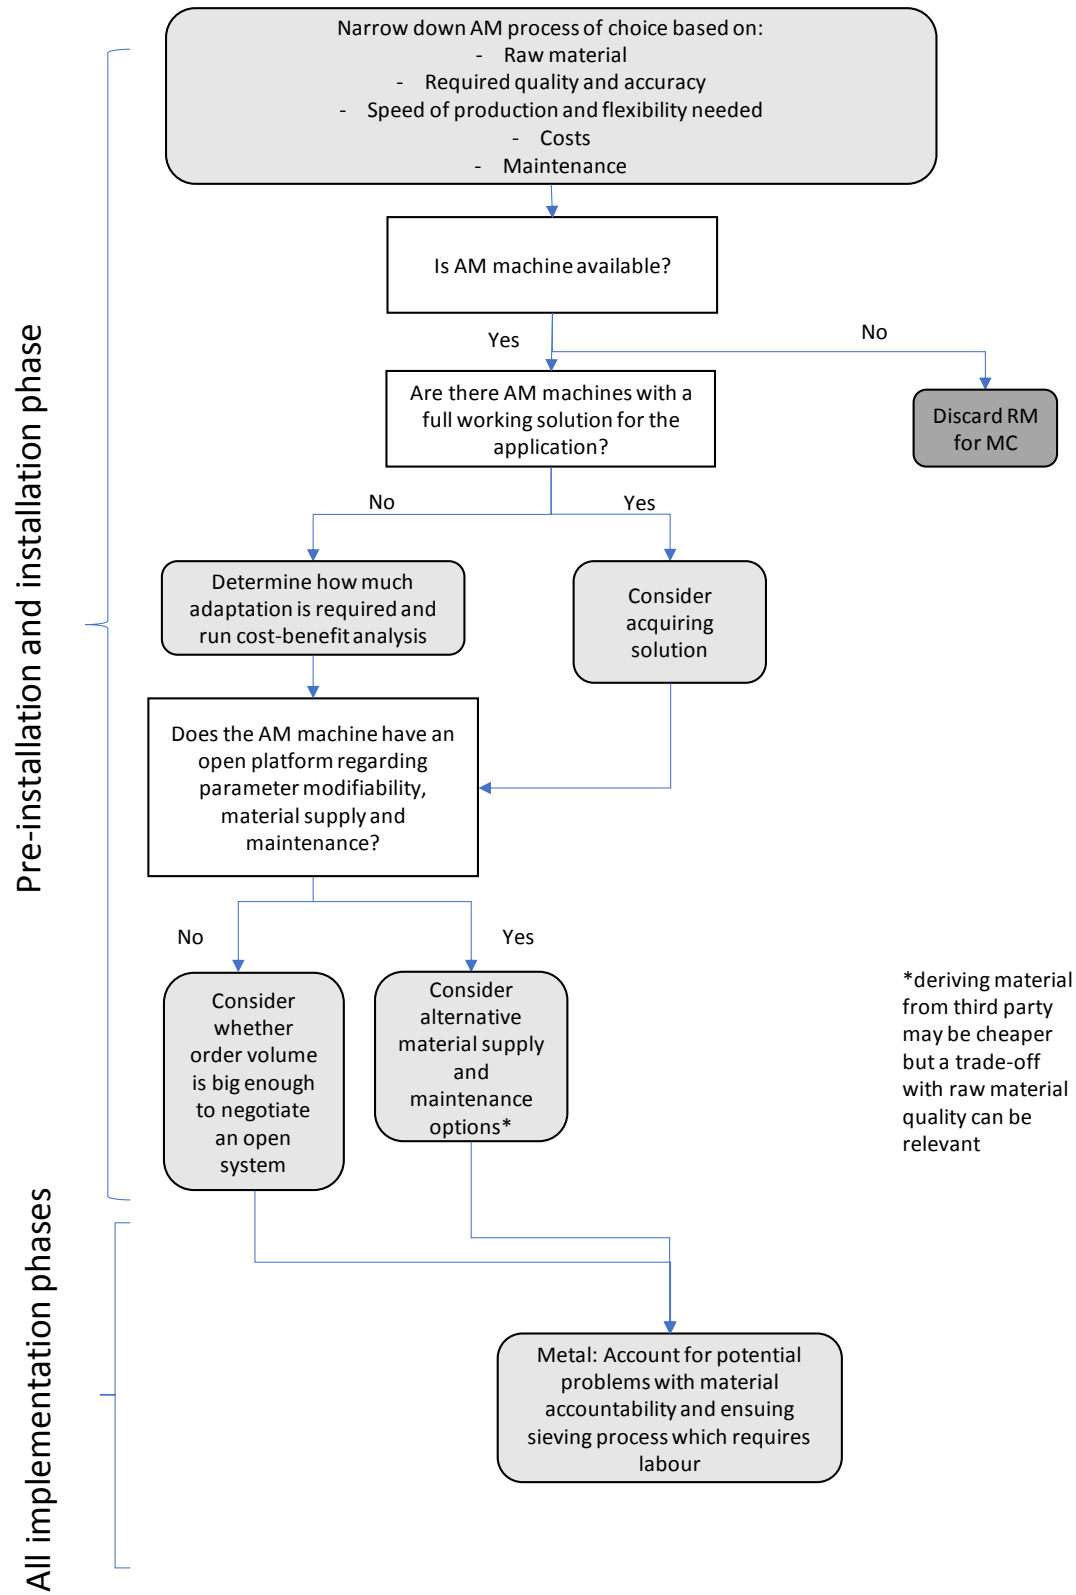 Narrow down AM process of choice based on:
- Raw material
- Required quality and accuracy
- Speed of production and flexibility needed
- Costs
- Maintenance
Is AM machine available?
Yes
No
Are there AM machines with a
full working solution for the
application?
Discard RM
for MC
No
Yes
Determine how much
adaptation is required and
run cost-benefit analysis
Consider
acquiring
solution
Does the AM machine have an
open platform regarding
parameter modifiability,
material supply and
maintenance?
No
Yes
Consider
whether
order volume
is big enough
to negotiate
an open
system
Consider
alternative
material supply
and
maintenance
options*
*deriving material
from third party
may be cheaper
but a trade-off
with raw material
quality can be
relevant
Metal: Account for potential
problems with material
accountability and ensuing
sieving process which requires
labour
Pre-installation and installation phase
All implementation phases